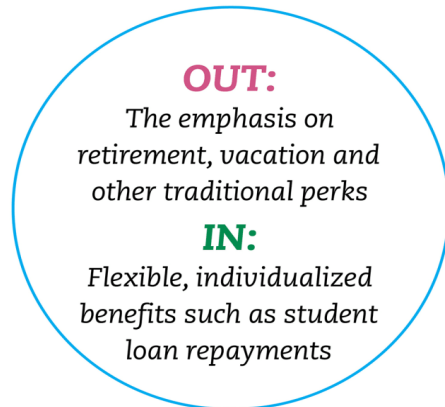 OUT:
The emphasis on
retirement, vacation and
other traditional perks
IN:
Flexible, individualized
benefits such as student
loan repayments